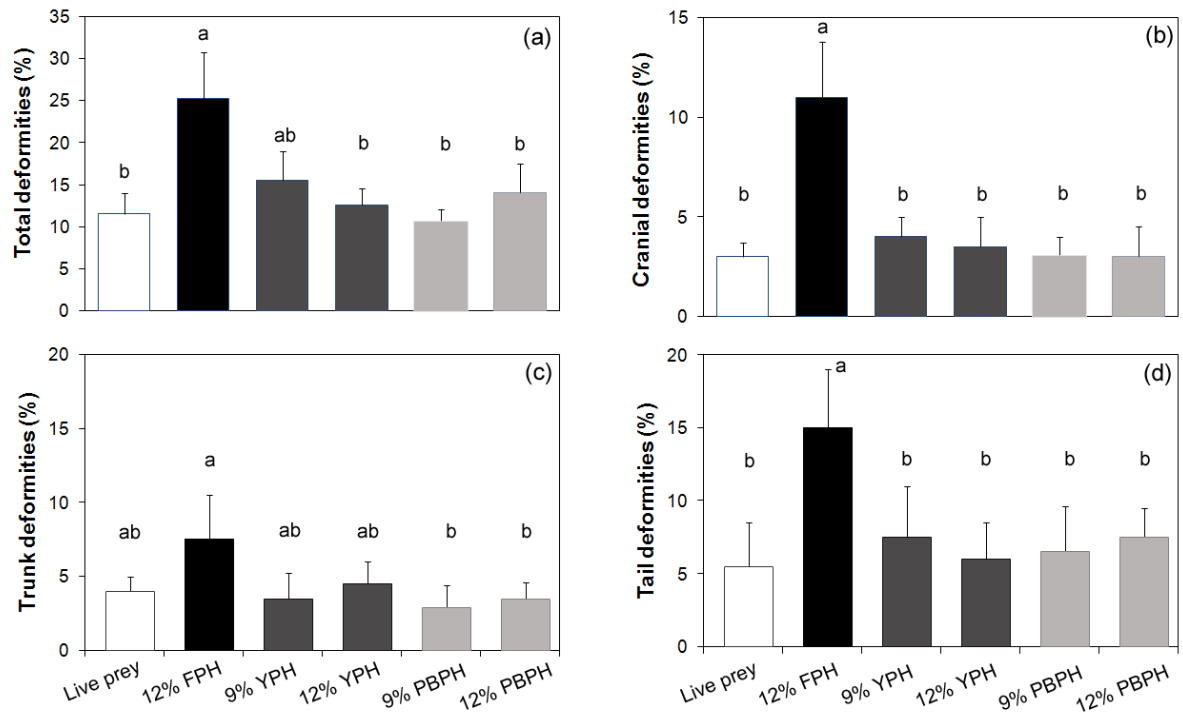 Total deformities (%)
35
30
25
20
15
10
5
0
(a)
b
a
ab
b
b
b
Cranial deformities (%)
15
10
5
0
(b)
b
a
b
b
b
b
Trunk deformities (%)
20
15
10
5
0
(c)
ab
a
ab
ab
b
b
Live prey
12% FPH
9% YPH
12% YPH
9% PBPH
12% PBPH
Tail deformities (%)
20
15
10
5
0
(d)
b
a
b
b
b
b
Live prey
12% FPH
9% YPH
12% YPH
9% PBPH
12% PBPH